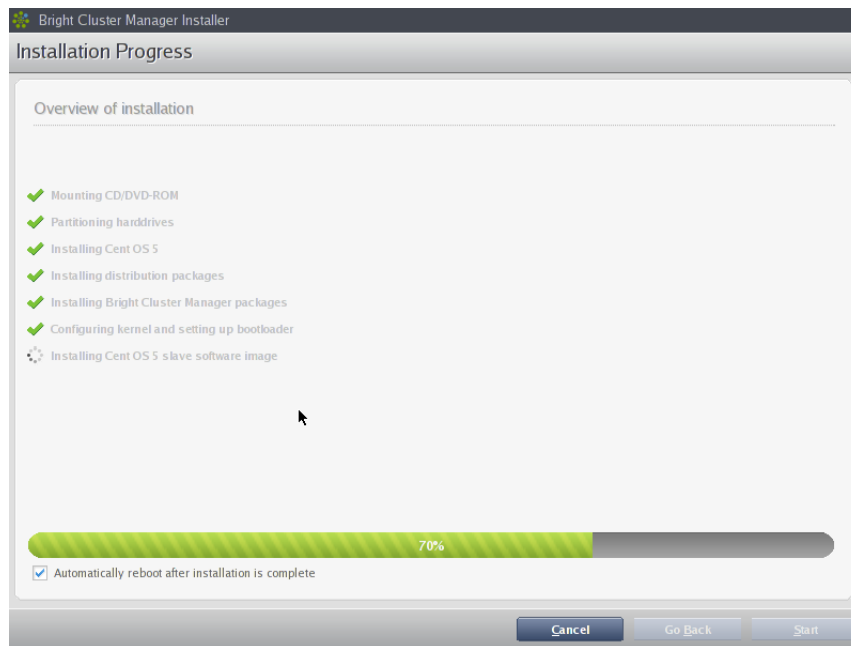 Bright Cluster Manager Installer
Installation Progress
Overview of installation
Mounting CD/DVD-ROM
Partitioning harddrives
Installing Cent OS 5
Installing distribution packages
Installing Bright Cluster Manager packages
Configuring kernel and setting up bootloader
Installing Cent OS 5 slave software image
70%
Automatically reboot after installation is complete
Cancel Go Back Start